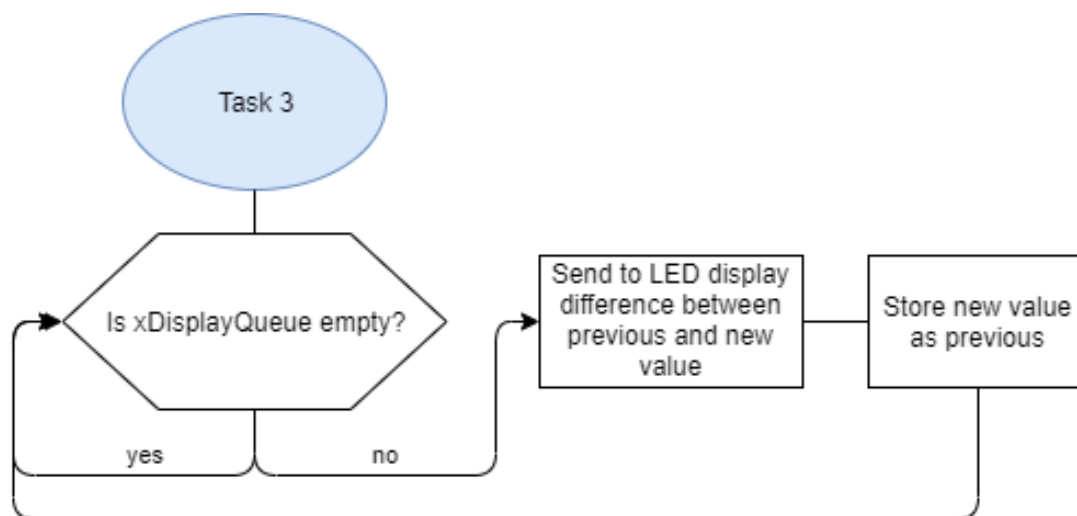 Task 3
Is xDisplayQueue empty?
Send to LED display
difference between
previous and new
value
Store new value
as previous
yes
no